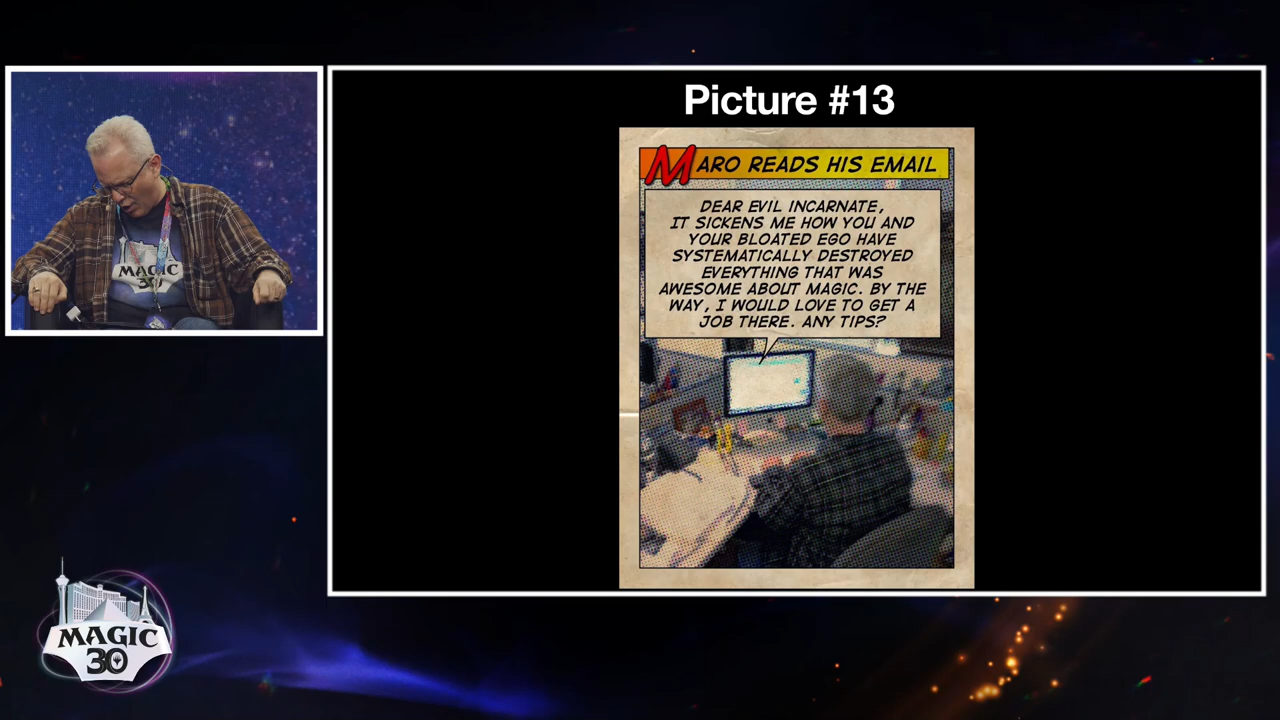 Picture #13
MARO READS HIS EMAIL
DEAR EVIL INCARNATE,
IT SICKENS ME HOW YOU AND
YOUR BLOATED EGO HAVE
SYSTEMATICALLY DESTROYED
EVERYTHING THAT WAS
AWESOME ABOUT MAGIC. BY THE
WAY, I WOULD LOVE TO GET A
JOB THERE. ANY TIPS?
MAGIC
30
MAGIC
30